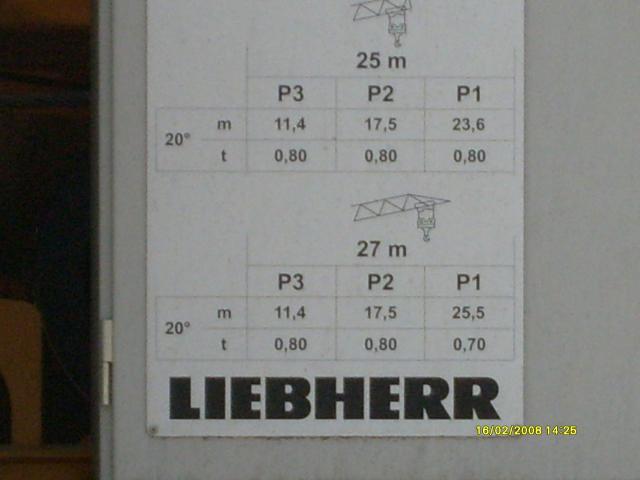 25 m
P3 P2 P1
20° m 11,4 17,5 23,6
t 0,80 0,80 0,80
27 m
P3 P2 P1
20° m 11,4 17,5 25,5
t 0,80 0,80 0,70
LIEBHERR
16/02/2008 14:25